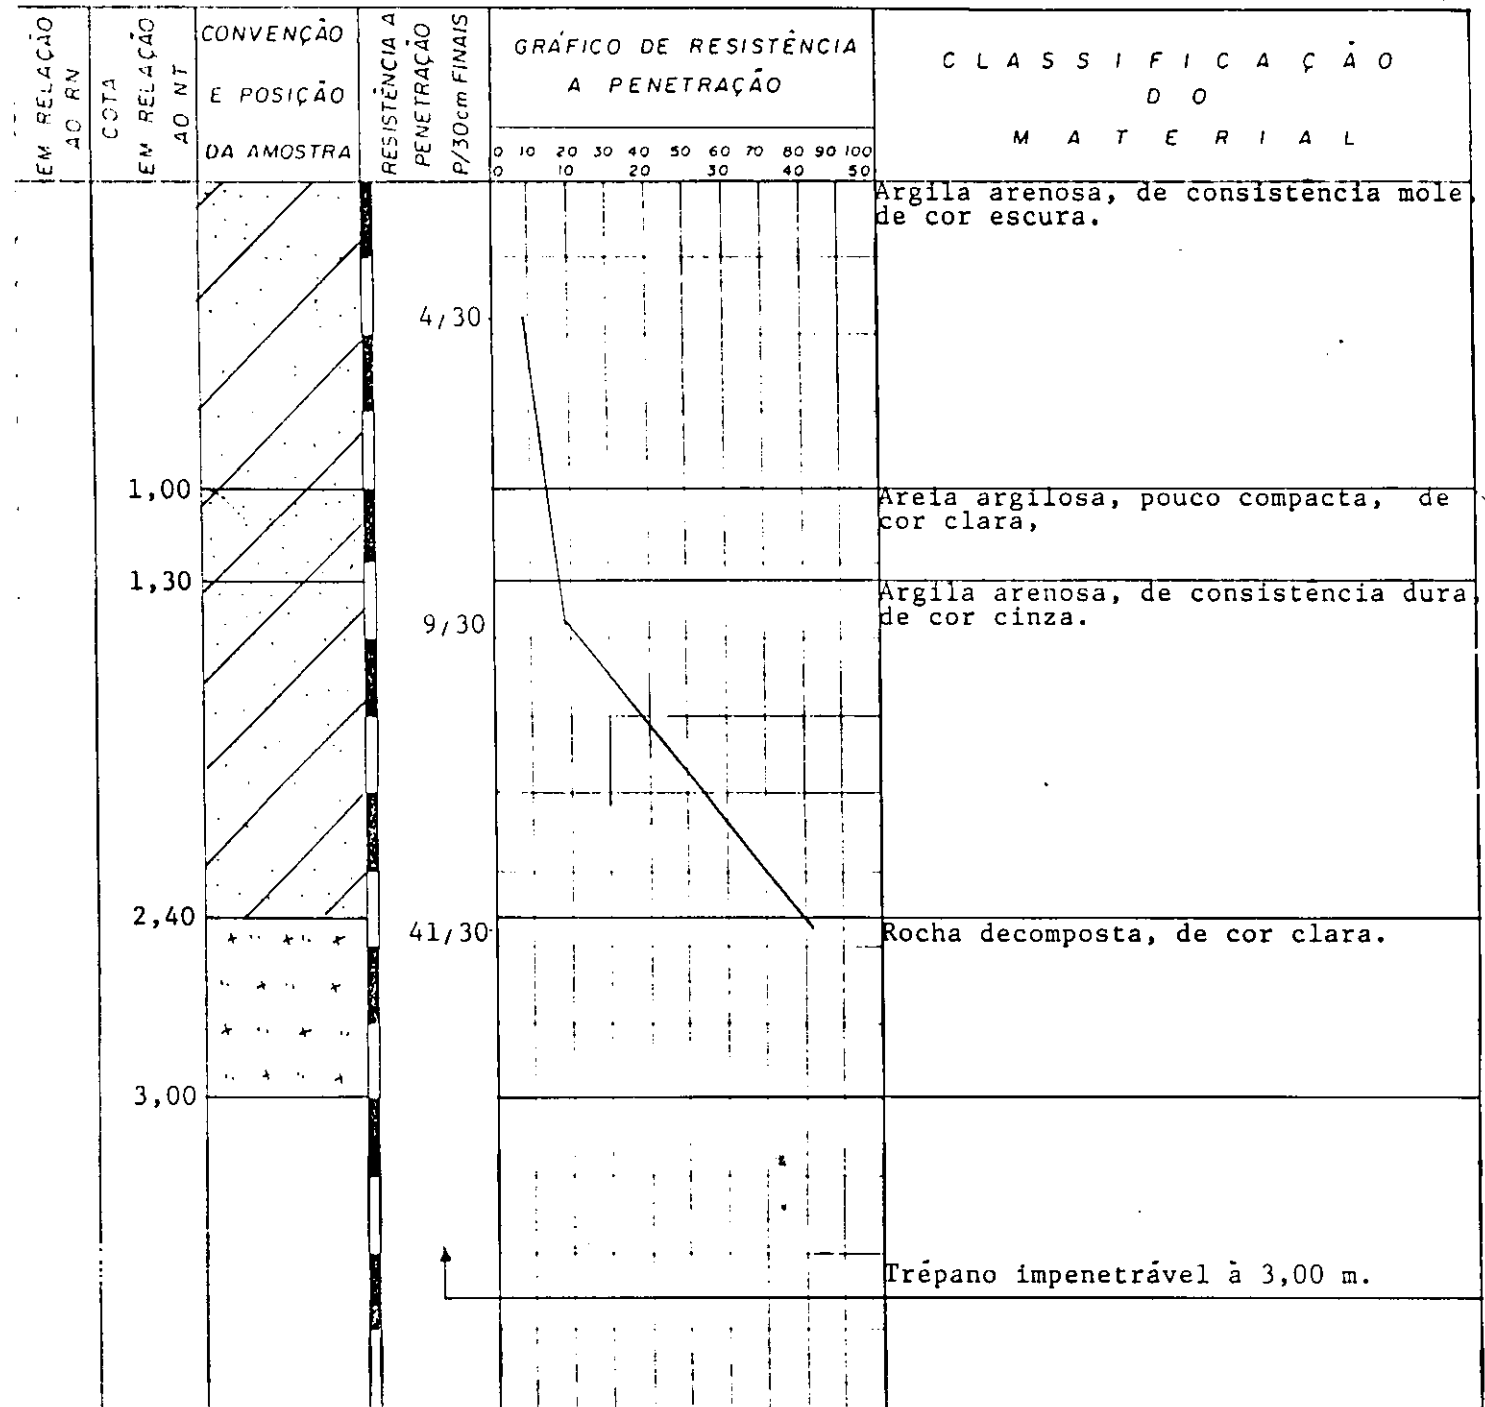 EM RELAÇÃO
AO RN
COTA
EM RELAÇÃO
AO NT
CONVENÇÃO
E POSIÇÃO
DA AMOSTRA
RESISTÊNCIA A
PENETRAÇÃO
P/30cm FINAIS
GRÁFICO DE RESISTÊNCIA
A PENETRAÇÃO
0 10 20 30 40 50 60 70 80 90 100
0 10 20 30 40 50
CLASSIFICAÇÃO
DO
MATERIAL
Argila arenosa, de consistência mole,
de cor escura.
4/30
1,00
Areia argilosa, pouco compacta, de
cor clara,
1,30
Argila arenosa, de consistência dura,
de cor cinza.
9/30
2,40
41/30
Rocha decomposta, de cor clara.
3,00
Trépano impenetrável à 3,00 m.